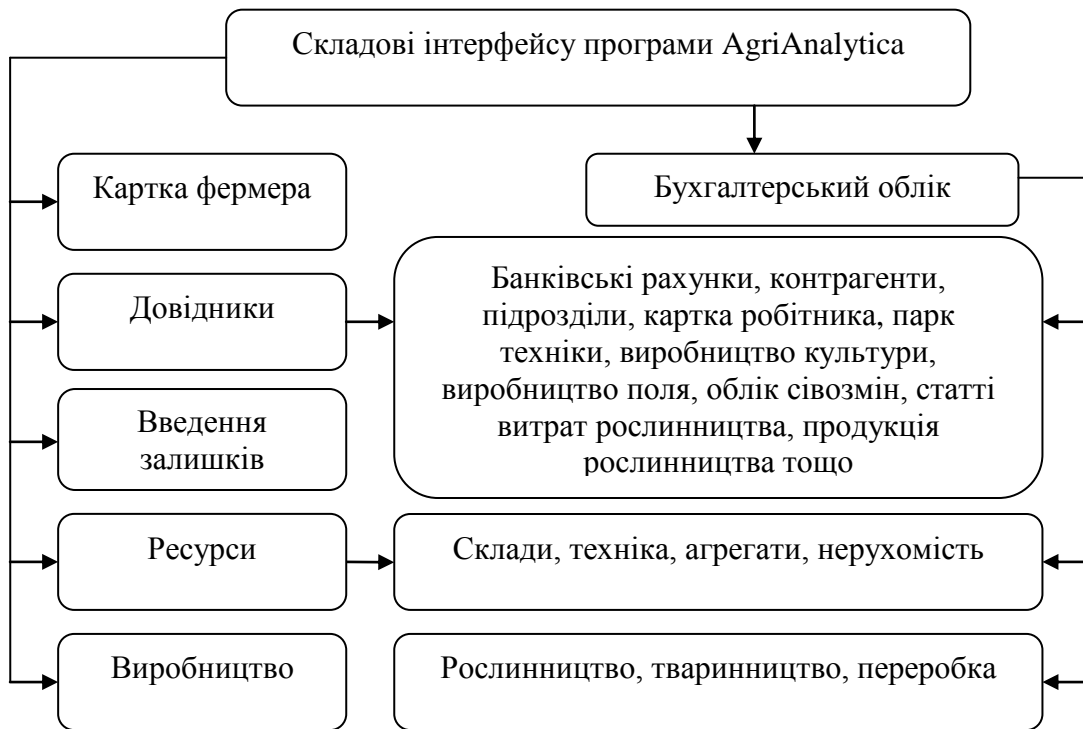 Складові інтерфейсу програми AgriAnalytica
Картка фермера
Бухгалтерський облік
Довідники
Банківські рахунки, контрагенти,
підрозділи, картка робітника, парк
техніки, виробництво культури,
виробництво поля, облік сівозмін, статті
витрат рослинництва, продукція
рослинництва тощо
Введення
залишків
Ресурси
Склади, техніка, агрегати, нерухомість
Виробництво
Рослинництво, тваринництво, переробка